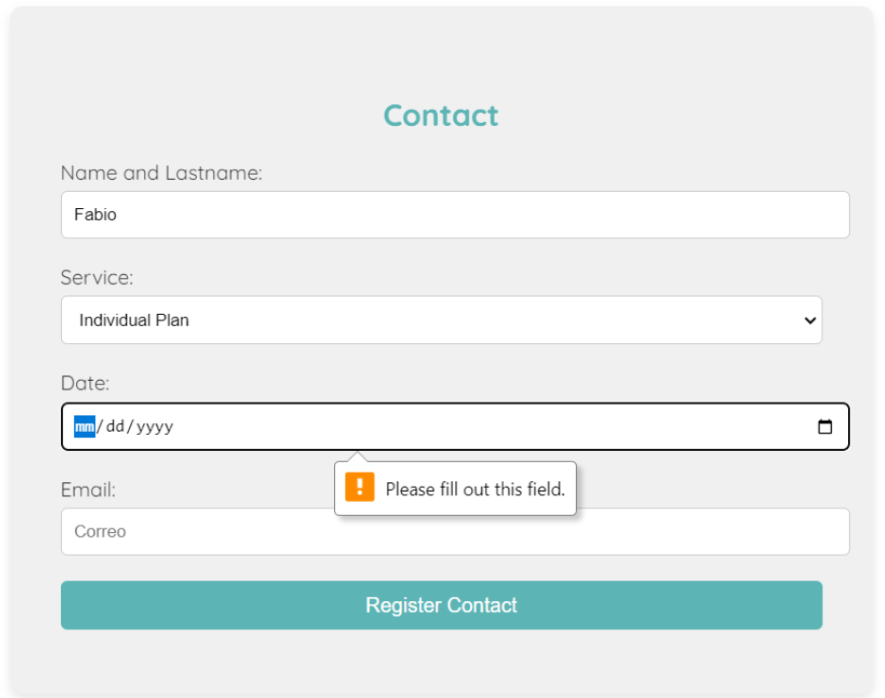 Contact
Name and Lastname:
Fabio
Service:
Individual Plan
Date:
mm/dd/yyyy
Please fill out this field.
Email:
Correo
Register Contact